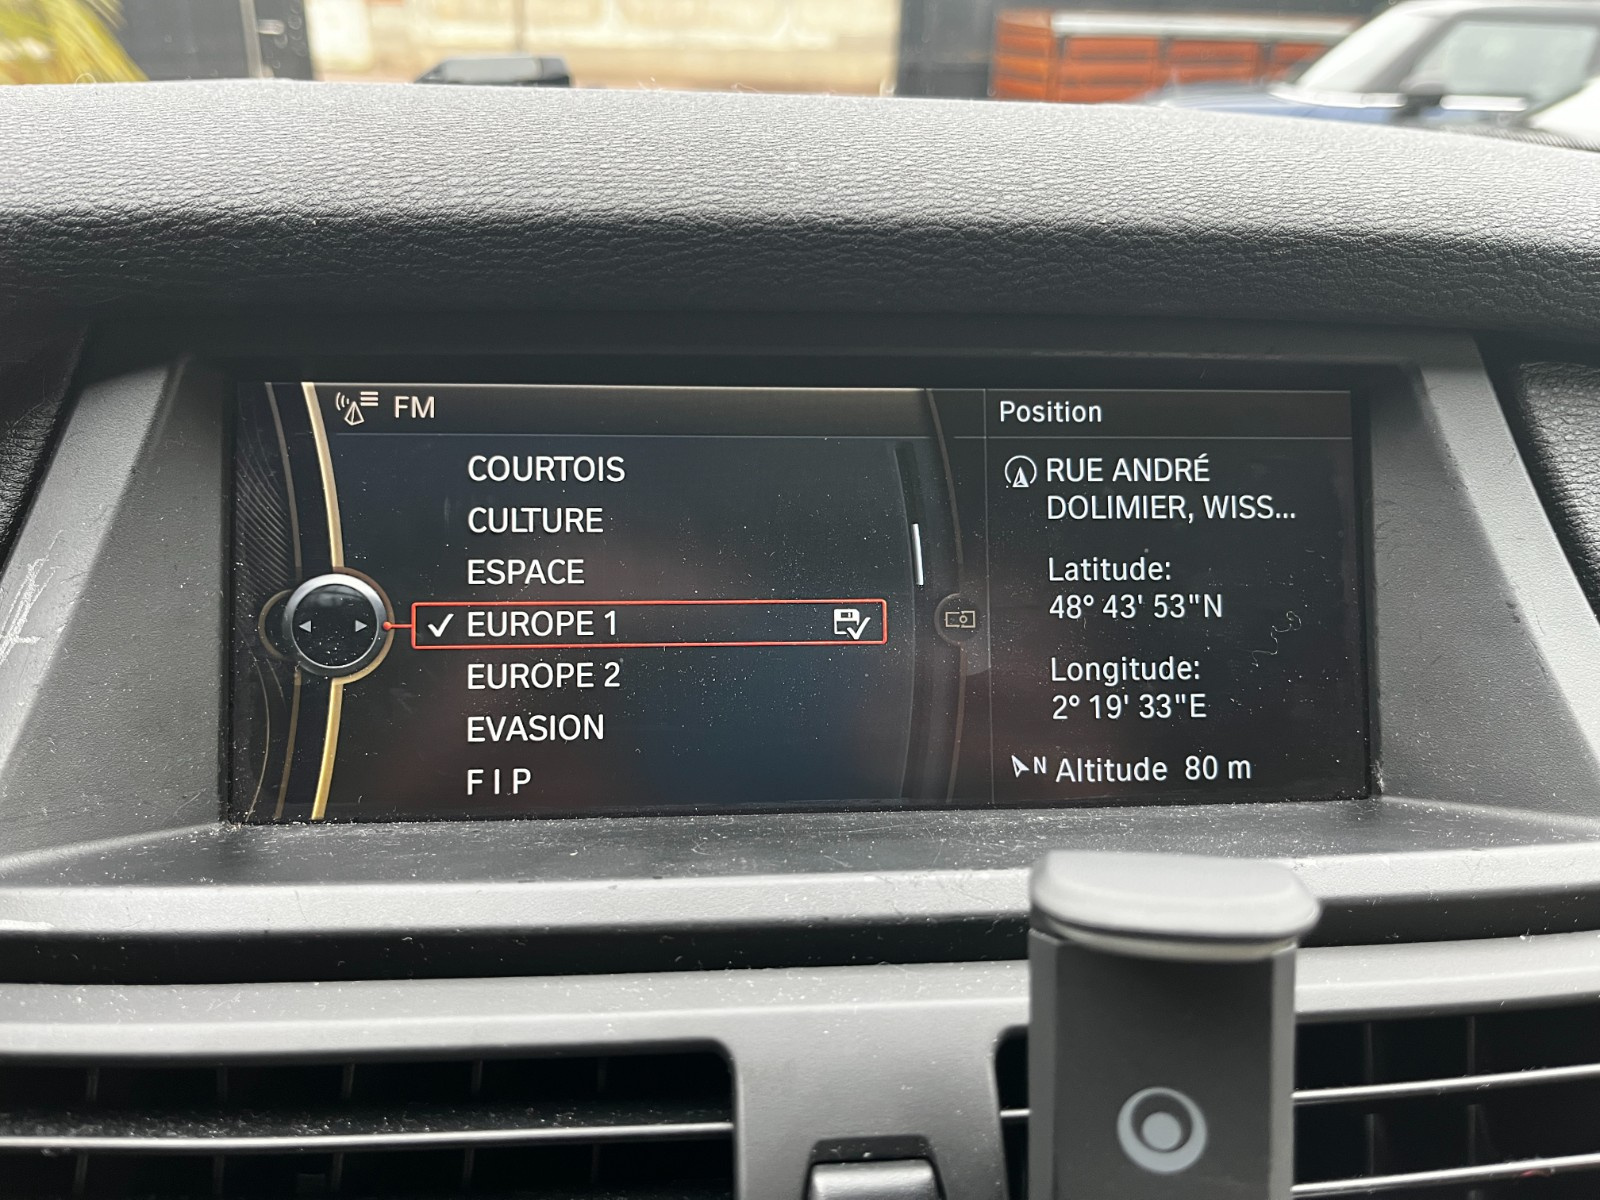 FM
COURTOIS
CULTURE
ESPACE
EUROPE 1
EUROPE 2
EVASION
F I P
Position
RUE ANDRÉ
DOLIMIER, WISS...
Latitude:
48° 43' 53"N
Longitude:
2° 19' 33"E
N Altitude 80 m